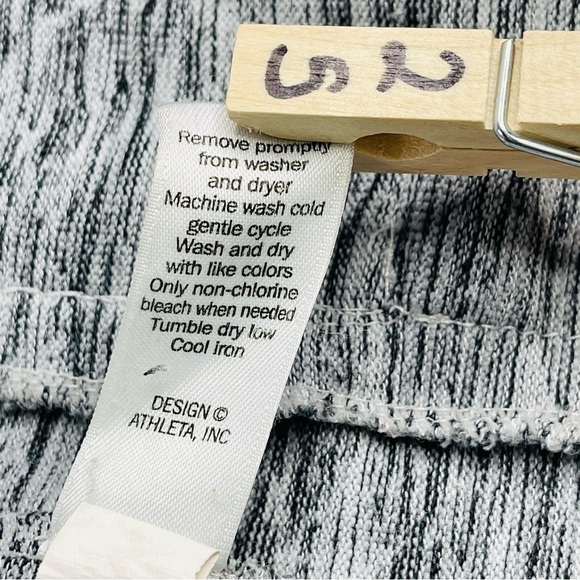 Remove promptly
from washer
and dryer
Machine wash cold
gentle cycle
Wash and dry
with like colors
Only non-chlorine
bleach when needed
Tumble dry low
Cool iron
DESIGN ©
ATHLETA, INC